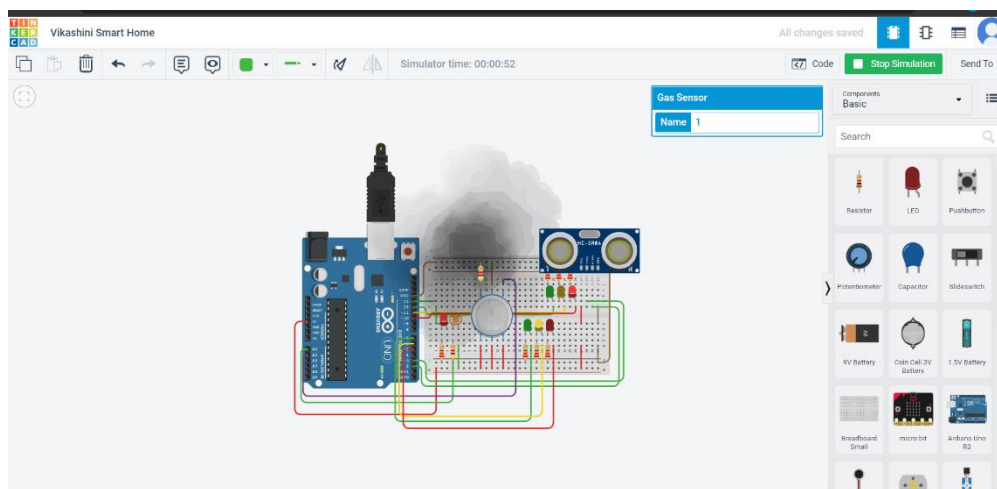 TIN
KER
CAD
Vikashini Smart Home
All changes saved
Simulator time: 00:00:52
Code
Stop Simulation
Send To
Gas Sensor
Name 1
Components
Basic
Search
Resistor
LED
Pushbutton
Potentiometer
Capacitor
Slideswitch
9V Battery
Coin Cell 3V
Battery
1.5V Battery
Breadboard
Small
micro:bit
Arduino Uno
R3
HC-SR04
UNO